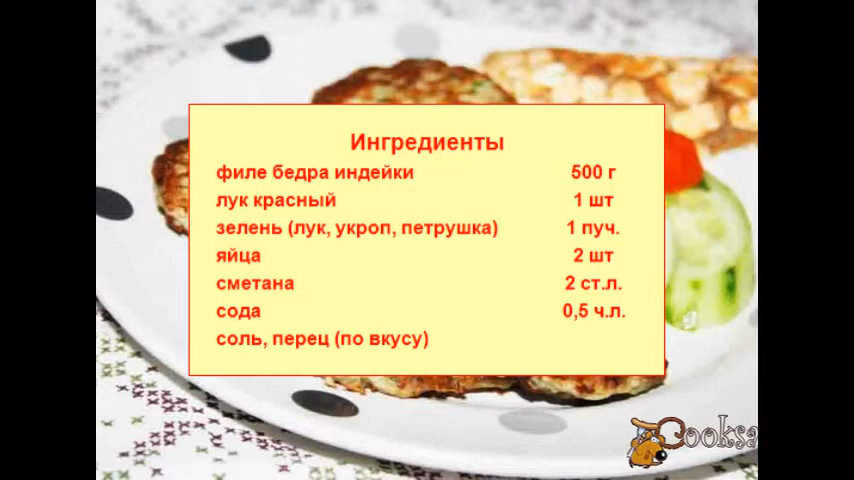 Ингредиенты
филе бедра индейки 500 г
лук красный 1 шт
зелень (лук, укроп, петрушка) 1 пуч.
яйца 2 шт
сметана 2 ст.л.
сода 0,5 ч.л.
соль, перец (по вкусу)
Cooksa